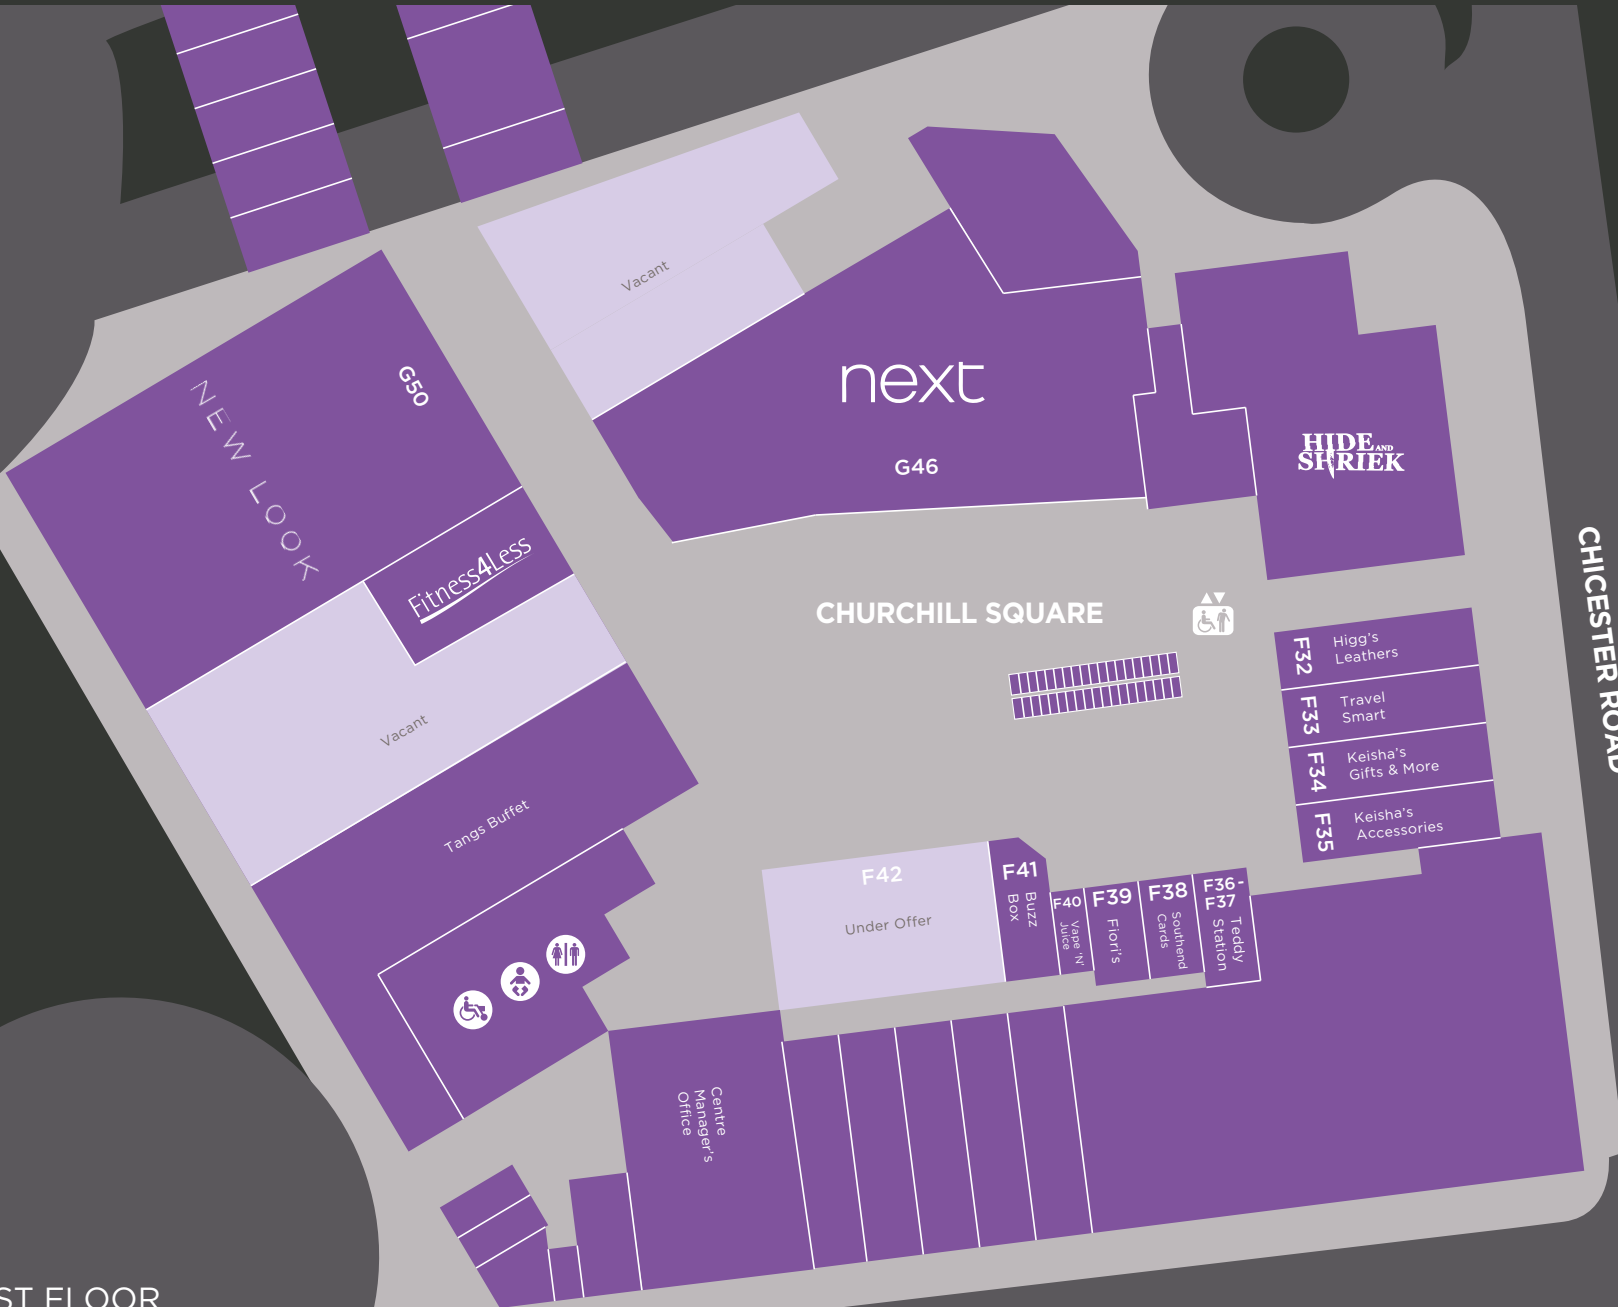 Vacant
G50
NEW LOOK
next
G46
HIDE AND
SHRIEK
Fitness4Less
CHURCHILL SQUARE
CHICESTER ROAD
F32
Higg's
Leathers
F33
Travel
Smart
F34
Keisha's
Gifts & More
F35
Keisha's
Accessories
Vacant
Tangs Buffet
F42
Under Offer
F41
Buzz
Box
F40
Vape 'N'
Juice
F39
Fiori's
F38
Southend
Cards
F36-
F37
Teddy
Station
Centre
Manager's
Office
ST FLOOR